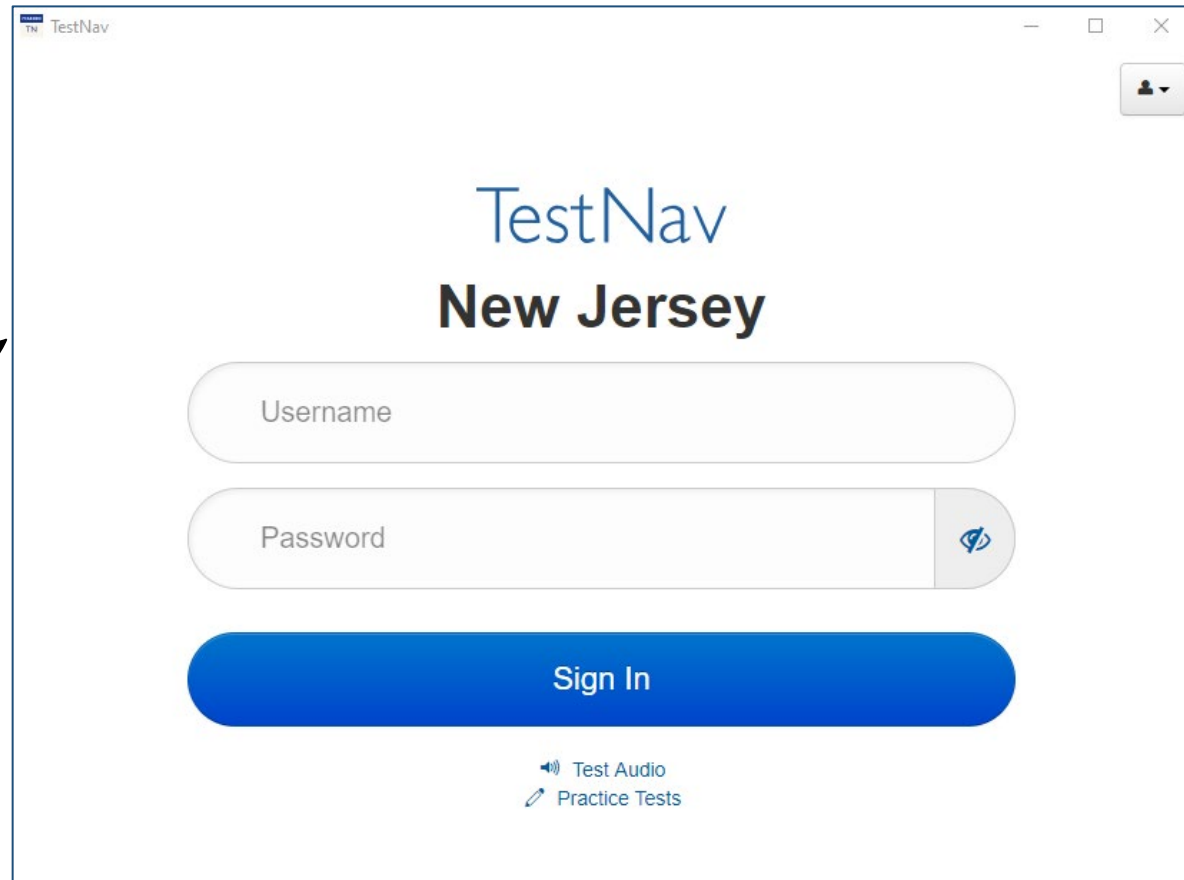 TestNav
TestNav
New Jersey
Username
Password
Sign In
Test Audio
Practice Tests